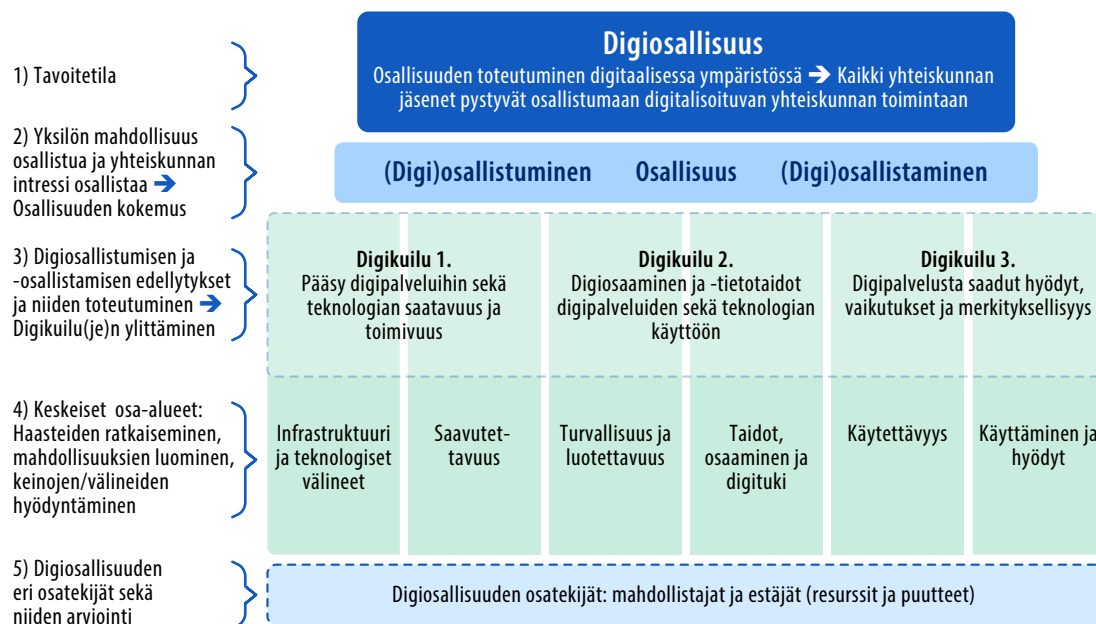 1) Tavoitetila
Digiosallisuus
Osallisuuden toteutuminen digitaalisessa ympäristössä ➔ Kaikki yhteiskunnan
jäsenet pystyvät osallistumaan digitalisoituvan yhteiskunnan toimintaan
2) Yksilön mahdollisuus
osallistua ja yhteiskunnan
intressi osallistaa ➔
Osallisuuden kokemus
(Digi)osallistuminen Osallisuus (Digi)osallistaminen
3) Digiosallistumisen ja
-osallistamisen edellytykset
ja niiden toteutuminen ➔
Digikuilu(je)n ylittäminen
Digikuilu 1.
Pääsy digipalveluihin sekä
teknologian saatavuus ja
toimivuus
Digikuilu 2.
Digiosaaminen ja -tietotaidot
digipalveluiden sekä teknologian
käyttöön
Digikuilu 3.
Digipalvelusta saadut hyödyt,
vaikutukset ja merkityksellisyys
4) Keskeiset osa-alueet:
Haasteiden ratkaiseminen,
mahdollisuuksien luominen,
keinojen/välineiden
hyödyntäminen
Infrastruktuuri
ja teknologiset
välineet
Saavutet-
tavuus
Turvallisuus ja
luotettavuus
Taidot,
osaaminen ja
digituki
Käytettävyys
Käyttäminen ja
hyödyt
5) Digiosallisuuden
eri osatekijät sekä
niiden arviointi
Digiosallisuuden osatekijät: mahdollistajat ja estäjät (resurssit ja puutteet)